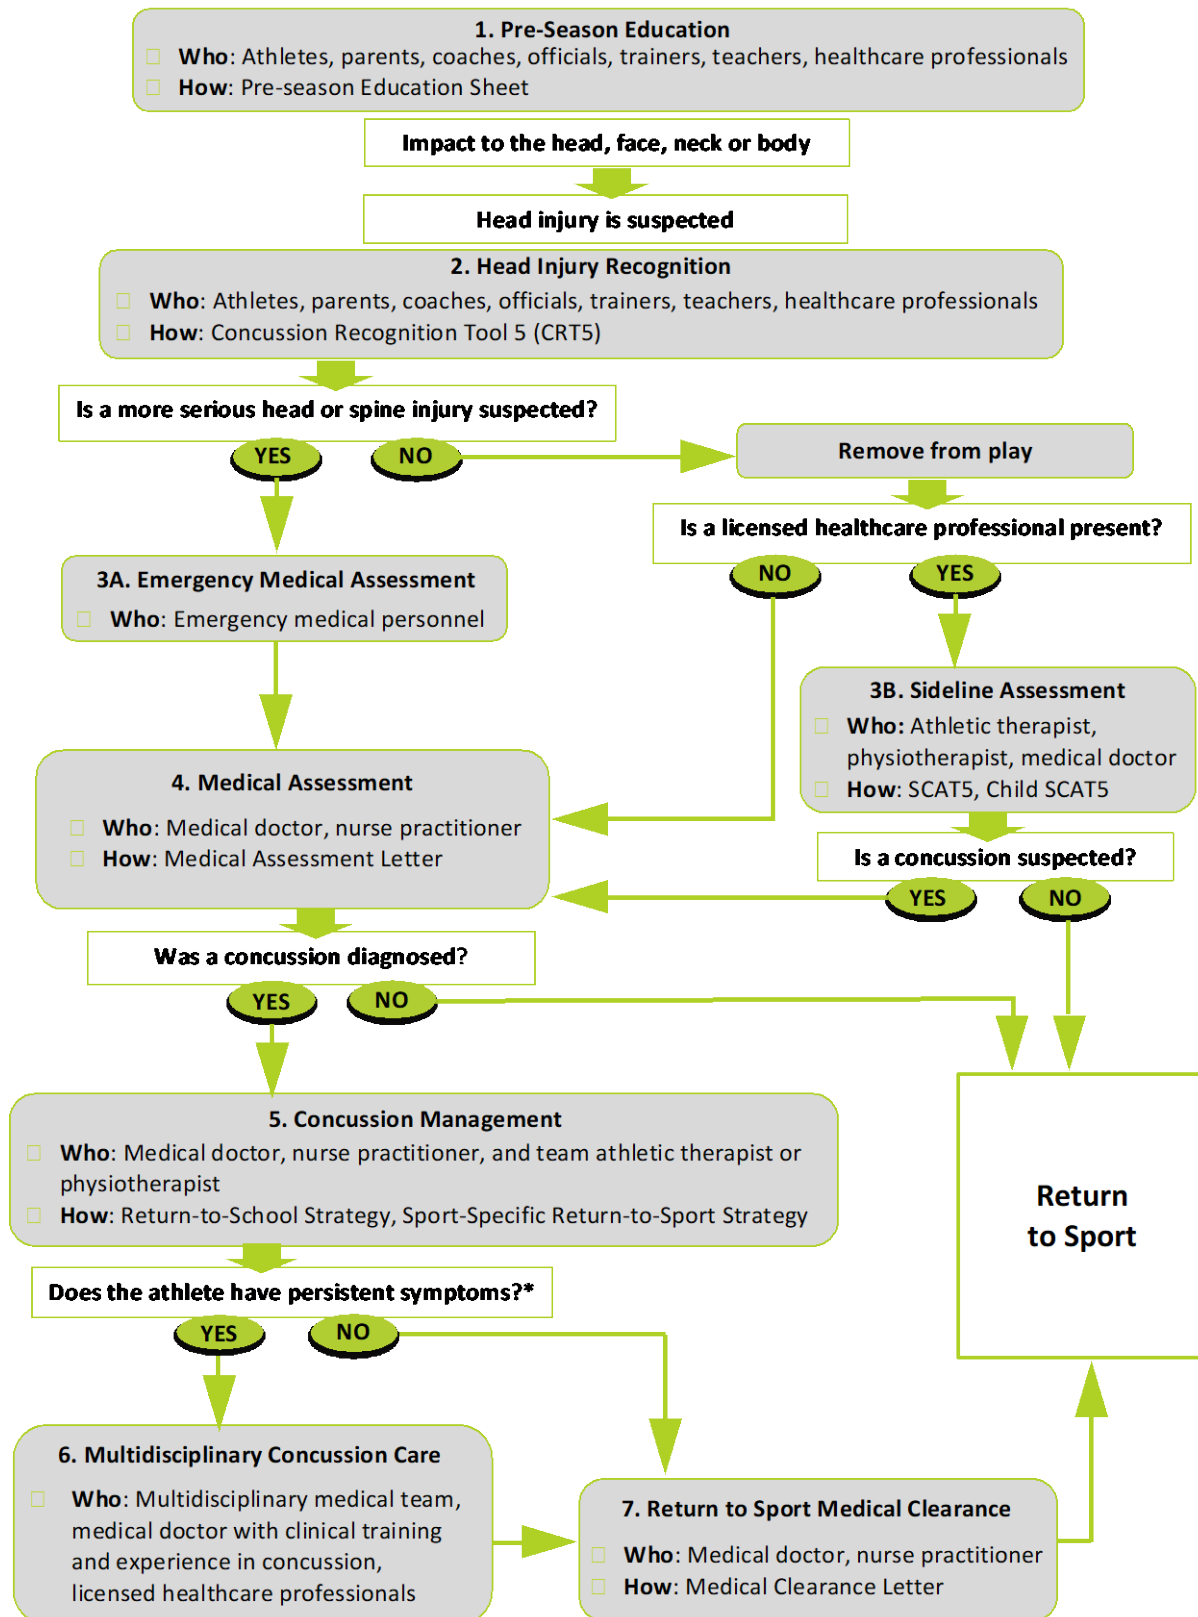 1. Pre-Season Education
Who: Athletes, parents, coaches, officials, trainers, teachers, healthcare professionals
How: Pre-season Education Sheet
Impact to the head, face, neck or body
Head injury is suspected
2. Head Injury Recognition
Who: Athletes, parents, coaches, officials, trainers, teachers, healthcare professionals
How: Concussion Recognition Tool 5 (CRT5)
Is a more serious head or spine injury suspected?
YES
NO
Remove from play
Is a licensed healthcare professional present?
NO
YES
3A. Emergency Medical Assessment
Who: Emergency medical personnel
3B. Sideline Assessment
Who: Athletic therapist,
physiotherapist, medical doctor
How: SCAT5, Child SCAT5
4. Medical Assessment
Who: Medical doctor, nurse practitioner
How: Medical Assessment Letter
Is a concussion suspected?
YES
NO
Was a concussion diagnosed?
YES
NO
5. Concussion Management
Who: Medical doctor, nurse practitioner, and team athletic therapist or
physiotherapist
How: Return-to-School Strategy, Sport-Specific Return-to-Sport Strategy
Return
to Sport
Does the athlete have persistent symptoms?*
YES
NO
6. Multidisciplinary Concussion Care
Who: Multidisciplinary medical team,
medical doctor with clinical training
and experience in concussion,
licensed healthcare professionals
7. Return to Sport Medical Clearance
Who: Medical doctor, nurse practitioner
How: Medical Clearance Letter